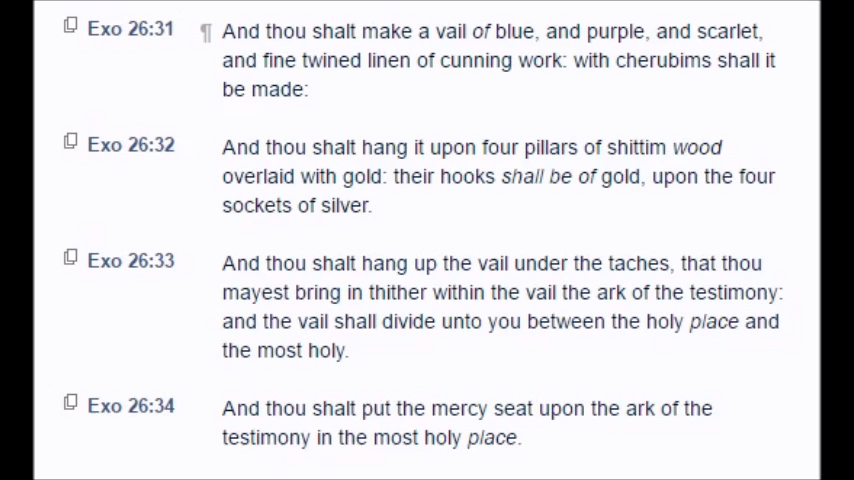 Exo 26:31 ¶ And thou shalt make a vail of blue, and purple, and scarlet,
and fine twined linen of cunning work: with cherubims shall it
be made:
Exo 26:32 And thou shalt hang it upon four pillars of shittim wood
overlaid with gold: their hooks shall be of gold, upon the four
sockets of silver.
Exo 26:33 And thou shalt hang up the vail under the taches, that thou
mayest bring in thither within the vail the ark of the testimony:
and the vail shall divide unto you between the holy place and
the most holy.
Exo 26:34 And thou shalt put the mercy seat upon the ark of the
testimony in the most holy place.